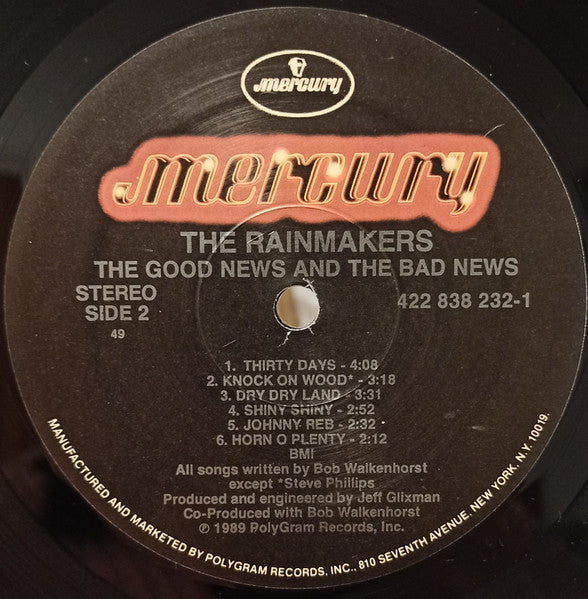 mercury
mercury
THE RAINMAKERS
THE GOOD NEWS AND THE BAD NEWS
STEREO
SIDE 2
422 838 232-1
49
1. THIRTY DAYS - 4:08
2. KNOCK ON WOOD* - 3:18
3. DRY DRY LAND - 3:31
4. SHINY SHINY - 2:52
5. JOHNNY REB - 2:32
6. HORN O PLENTY - 2:12
BMI
All songs written by Bob Walkenhorst
except *Steve Phillips
Produced and engineered by Jeff Glixman
Co-Produced with Bob Walkenhorst
℗ 1989 PolyGram Records, Inc.
MANUFACTURED AND MARKETED BY POLYGRAM RECORDS, INC., 810 SEVENTH AVENUE, NEW YORK, N.Y. 10019.